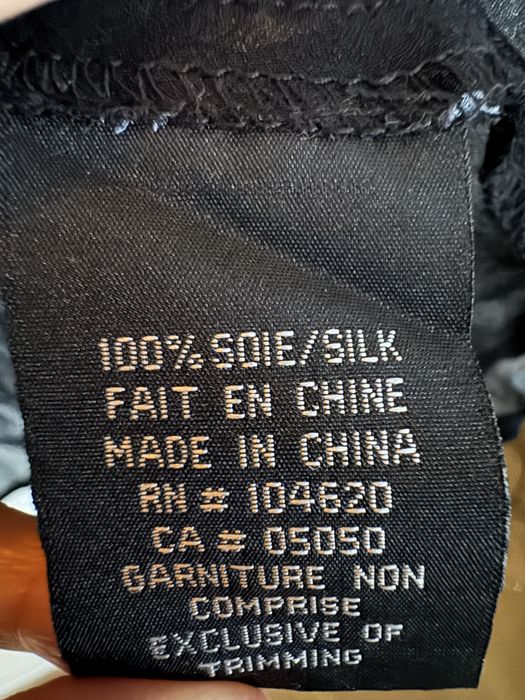 100% SOIE/SILK
FAIT EN CHINE
MADE IN CHINA
RN # 104620
CA # 05050
GARNITURE NON
COMPRISE
EXCLUSIVE OF
TRIMMING